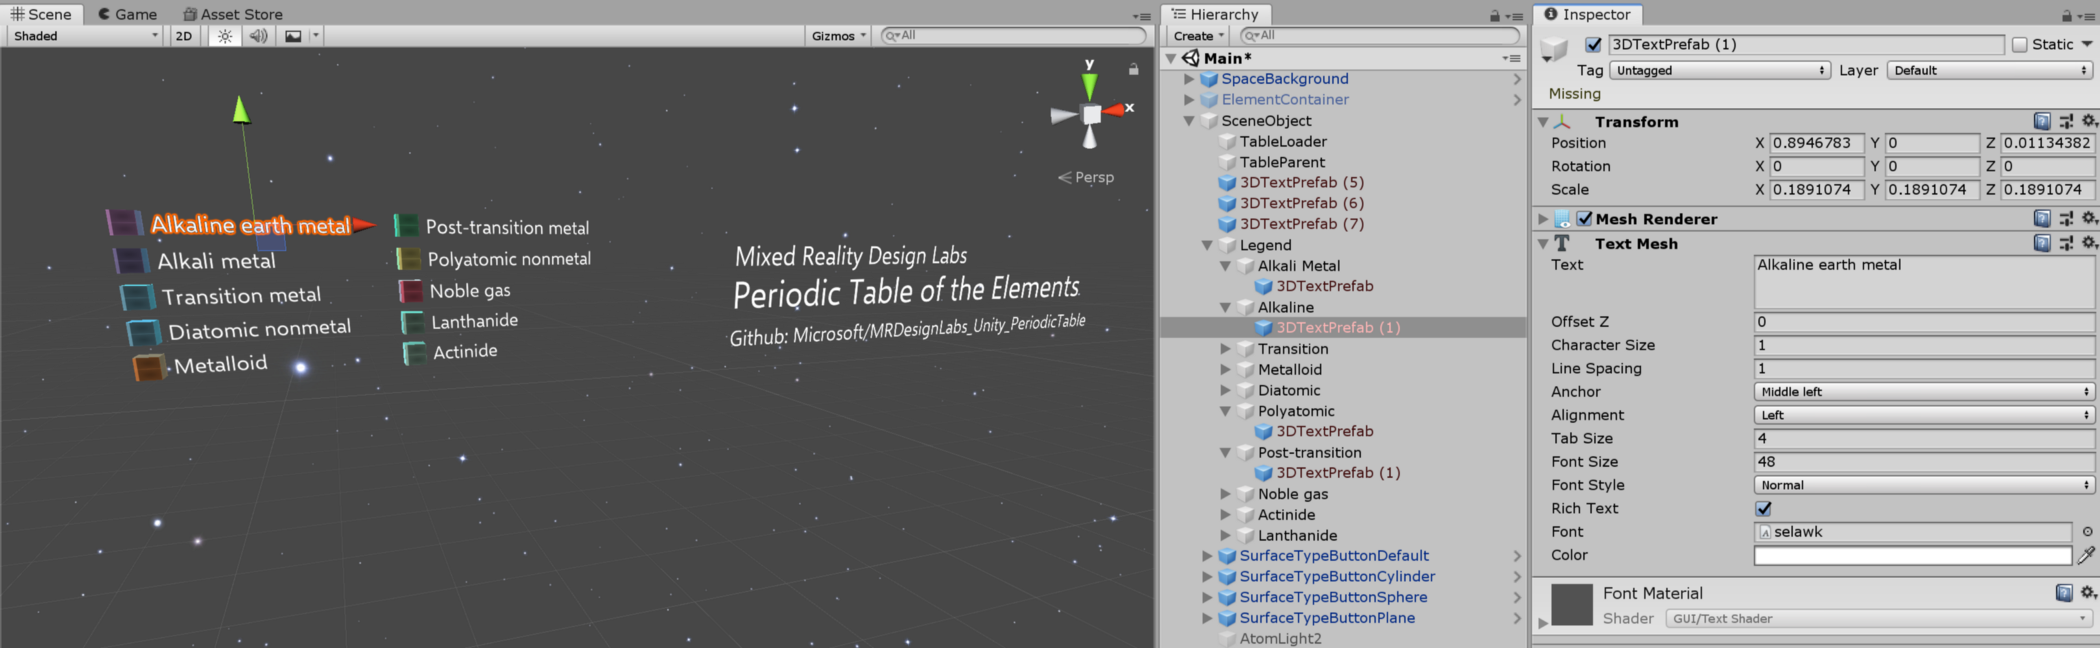 Scene Game Asset Store
Shaded 2D Gizmos All
y
x
Persp
Alkaline earth metal
Alkali metal
Transition metal
Diatomic nonmetal
Metalloid
Post-transition metal
Polyatomic nonmetal
Noble gas
Lanthanide
Actinide
Mixed Reality Design Labs
Periodic Table of the Elements
Github: Microsoft/MRDesignLabs_Unity_PeriodicTable
Hierarchy
Create All
Main*
SpaceBackground
ElementContainer
SceneObject
TableLoader
TableParent
3DTextPrefab (5)
3DTextPrefab (6)
3DTextPrefab (7)
Legend
Alkali Metal
3DTextPrefab
Alkaline
3DTextPrefab (1)
Transition
Metalloid
Diatomic
Polyatomic
3DTextPrefab
Post-transition
3DTextPrefab (1)
Noble gas
Actinide
Lanthanide
SurfaceTypeButtonDefault
SurfaceTypeButtonCylinder
SurfaceTypeButtonSphere
SurfaceTypeButtonPlane
AtomLight2
Inspector
3DTextPrefab (1) Static
Tag Untagged Layer Default
Missing
Transform
Position X 0.8946783 Y 0 Z 0.01134382
Rotation X 0 Y 0 Z 0
Scale X 0.1891074 Y 0.1891074 Z 0.1891074
Mesh Renderer
Text Mesh
Text Alkaline earth metal
Offset Z 0
Character Size 1
Line Spacing 1
Anchor Middle left
Alignment Left
Tab Size 4
Font Size 48
Font Style Normal
Rich Text
Font selawk
Color
Font Material
Shader GUI/Text Shader